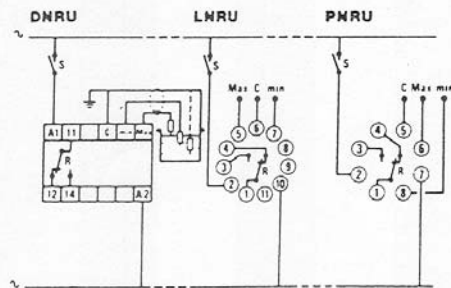 DNRU LNRU PNRU
~
S S S
Max C min C Max min
A1 11 C Max
5 6 7 4 5
4 8 3 6
R 3 R 9 R
2 10 2 7
12 14 A2 1 11 1 8
~